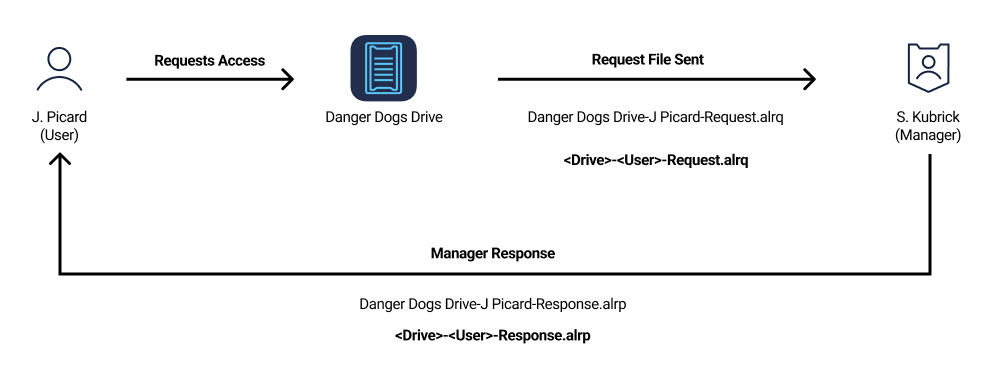 Requests Access
Request File Sent
J. Picard
(User)
Danger Dogs Drive
Danger Dogs Drive-J Picard-Request.alrq
S. Kubrick
(Manager)
<Drive>-<User>-Request.alrq
Manager Response
Danger Dogs Drive-J Picard-Response.alrp
<Drive>-<User>-Response.alrp